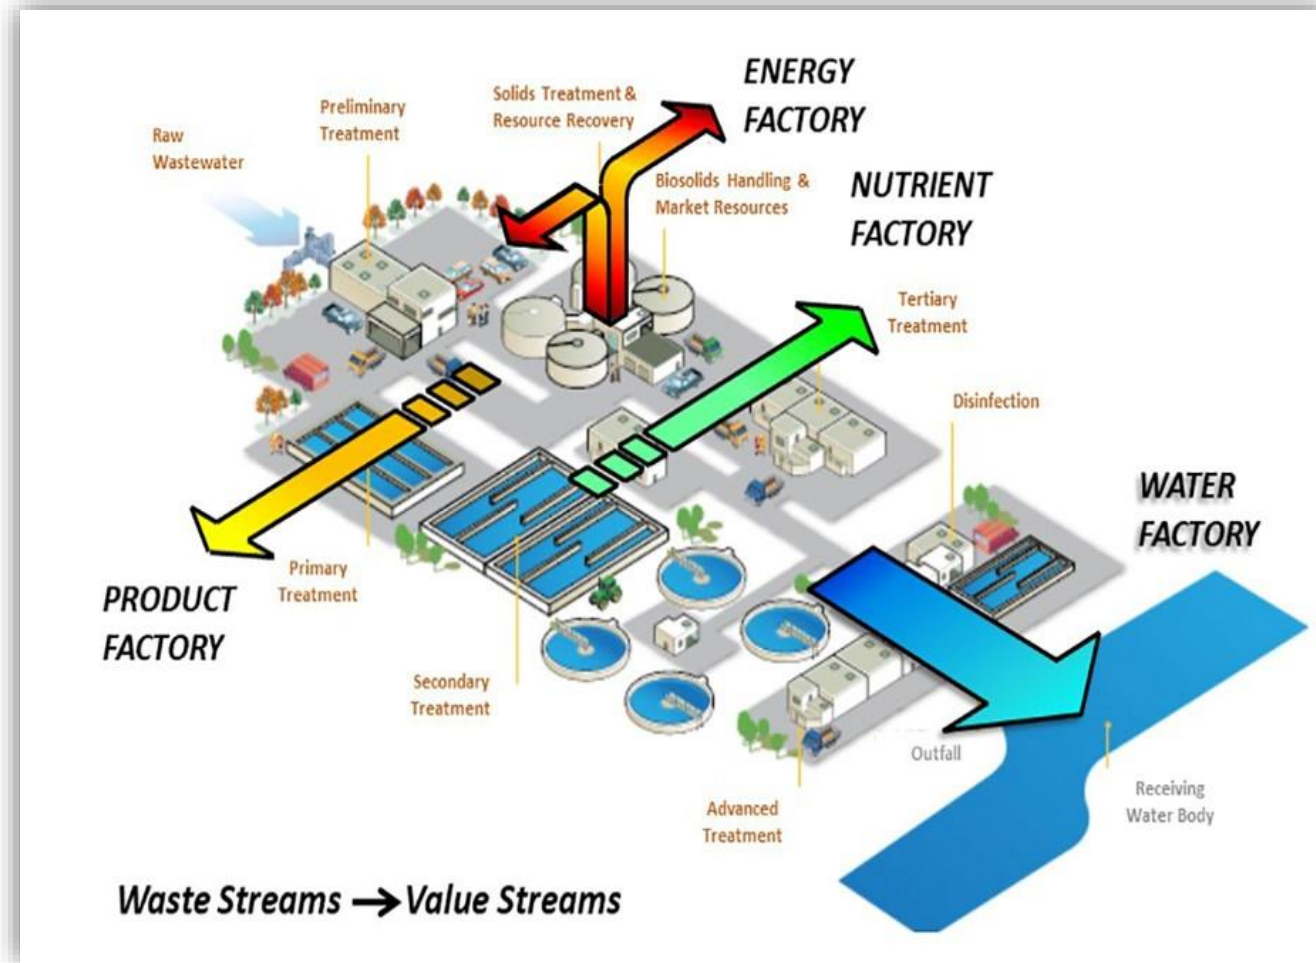 ENERGY
FACTORY
Solids Treatment &
Resource Recovery
Preliminary
Treatment
Raw
Wastewater
Biosolids Handling &
Market Resources
NUTRIENT
FACTORY
Tertiary
Treatment
Disinfection
WATER
FACTORY
Primary
Treatment
PRODUCT
FACTORY
Secondary
Treatment
Outfall
Receiving
Water Body
Advanced
Treatment
Waste Streams → Value Streams